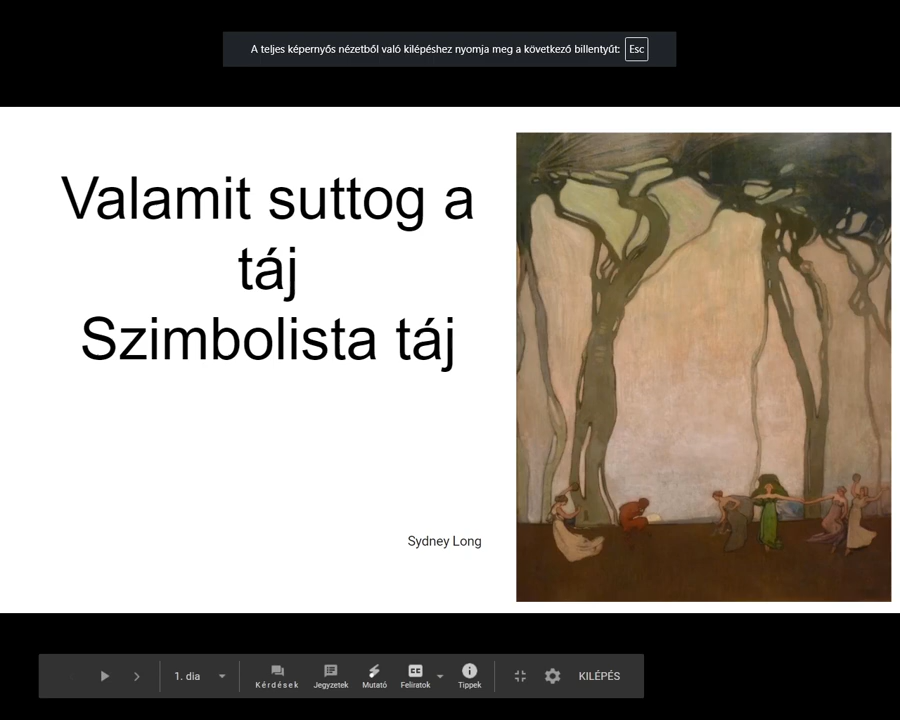 A teljes képernyős nézetből való kilépéshez nyomja meg a következő billentyűt: Esc
Valamit suttog a
táj
Szimbolista táj
Sydney Long
1. dia
Kérdések
Jegyzetek
Mutató
Feliratok
Tippek
KILÉPÉS